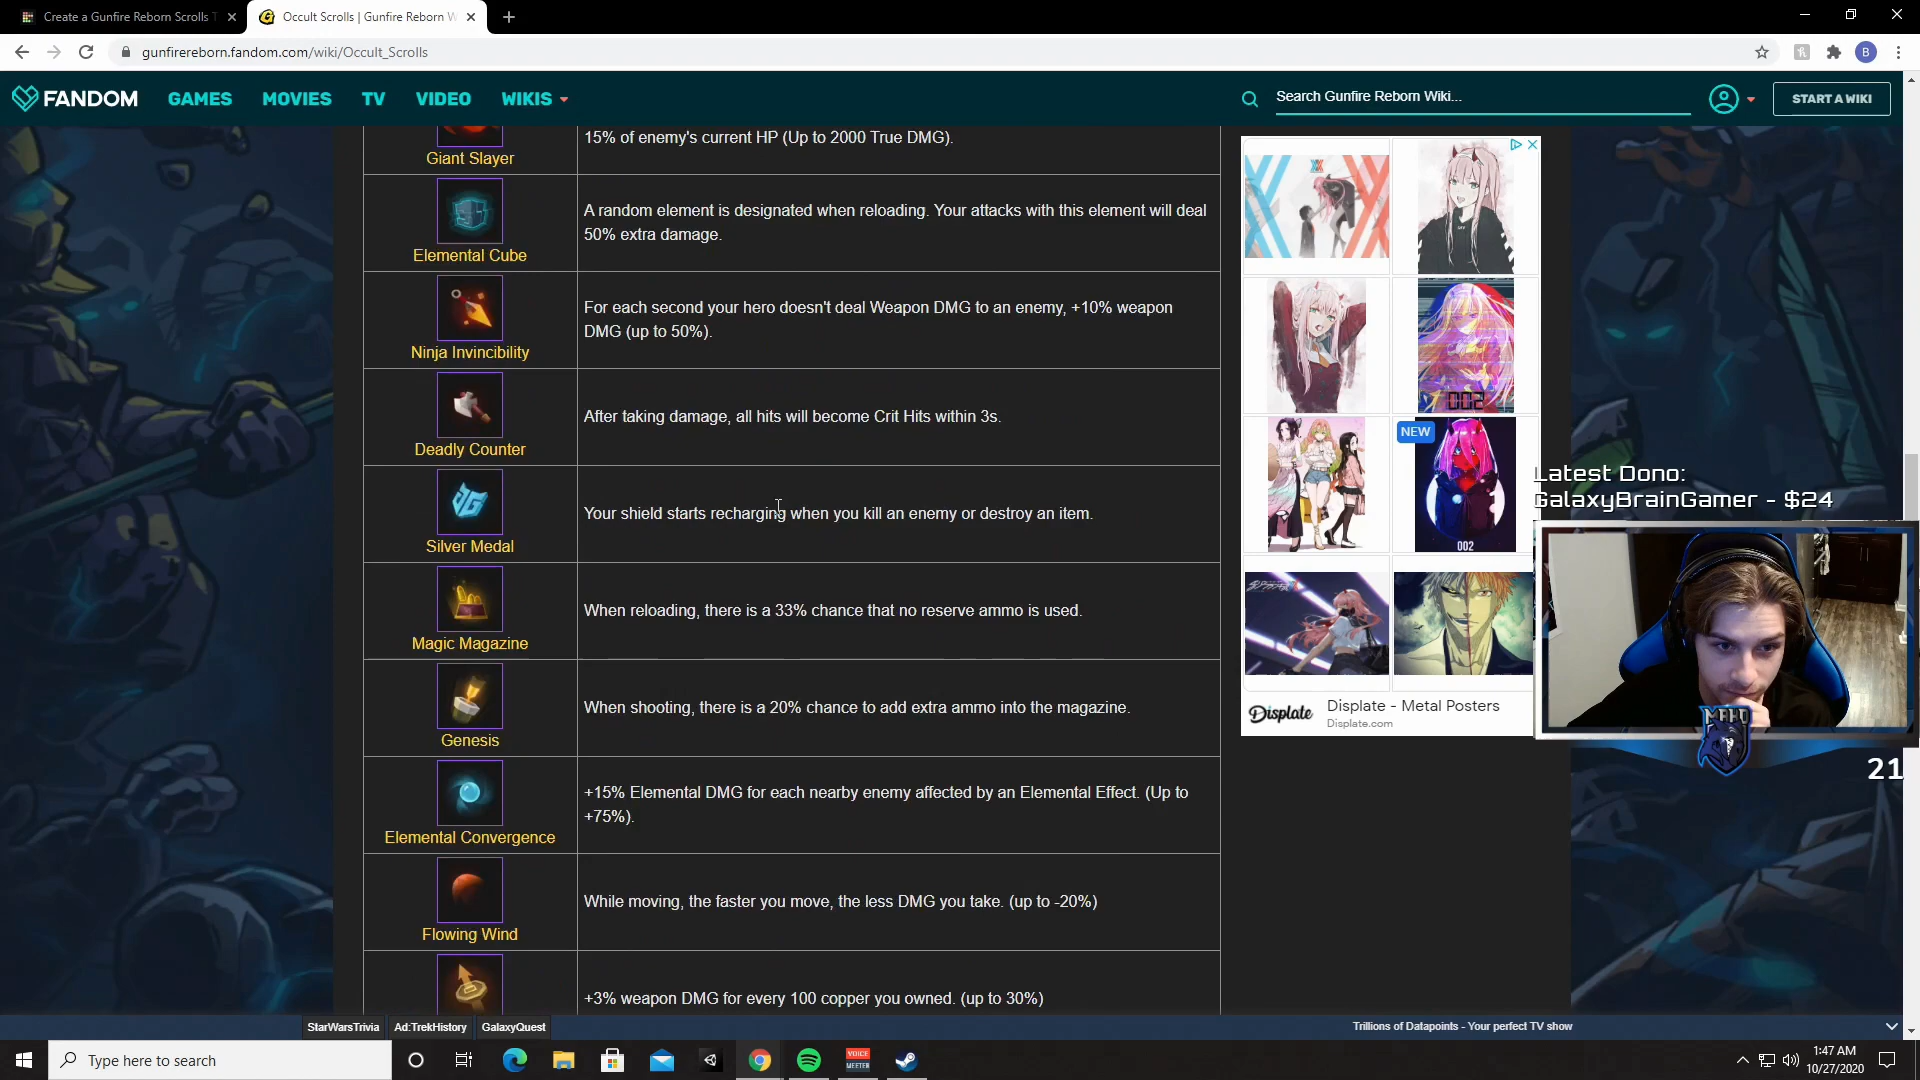 Create a Gunfire Reborn Scrolls T
Occult Scrolls | Gunfire Reborn W
gunfirereborn.fandom.com/wiki/Occult_Scrolls
B
FANDOM
GAMES
MOVIES
TV
VIDEO
WIKIS
Search Gunfire Reborn Wiki...
START A WIKI
15% of enemy's current HP (Up to 2000 True DMG).
Giant Slayer
A random element is designated when reloading. Your attacks with this element will deal
50% extra damage.
Elemental Cube
For each second your hero doesn't deal Weapon DMG to an enemy, +10% weapon
DMG (up to 50%).
Ninja Invincibility
After taking damage, all hits will become Crit Hits within 3s.
Deadly Counter
Your shield starts recharging when you kill an enemy or destroy an item.
Silver Medal
When reloading, there is a 33% chance that no reserve ammo is used.
Magic Magazine
When shooting, there is a 20% chance to add extra ammo into the magazine.
Genesis
+15% Elemental DMG for each nearby enemy affected by an Elemental Effect. (Up to
+75%).
Elemental Convergence
While moving, the faster you move, the less DMG you take. (up to -20%)
Flowing Wind
+3% weapon DMG for every 100 copper you owned. (up to 30%)
002
NEW
002
Displate
Displate - Metal Posters
Displate.com
Latest Dono:
GalaxyBrainGamer - $24
21
StarWarsTrivia
Ad:TrekHistory
GalaxyQuest
Trillions of Datapoints - Your perfect TV show
Type here to search
VOICE
MEETER
1:47 AM
10/27/2020